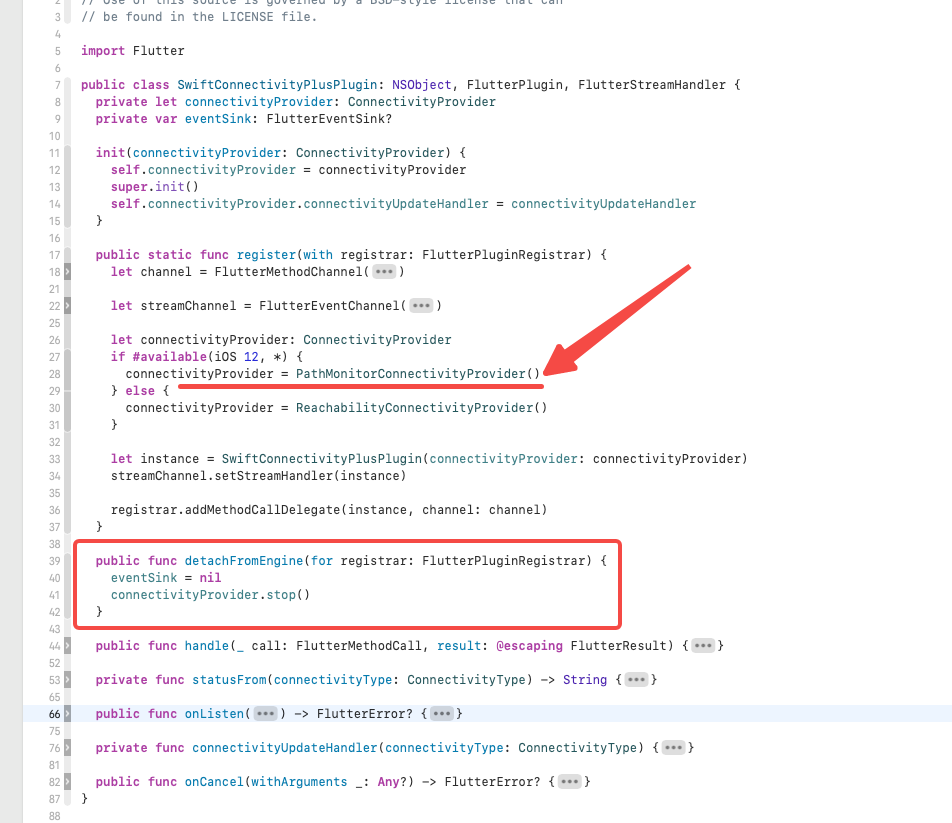 2 // Use of this source is governed by a BSD-style license that can
3 // be found in the LICENSE file.
4
5 import Flutter
6
7 public class SwiftConnectivityPlusPlugin: NSObject, FlutterPlugin, FlutterStreamHandler {
8   private let connectivityProvider: ConnectivityProvider
9   private var eventSink: FlutterEventSink?
10
11   init(connectivityProvider: ConnectivityProvider) {
12     self.connectivityProvider = connectivityProvider
13     super.init()
14     self.connectivityProvider.connectivityUpdateHandler = connectivityUpdateHandler
15   }
16
17   public static func register(with registrar: FlutterPluginRegistrar) {
18     let channel = FlutterMethodChannel(•••)
21
22     let streamChannel = FlutterEventChannel(•••)
25
26     let connectivityProvider: ConnectivityProvider
27     if #available(iOS 12, *) {
28       connectivityProvider = PathMonitorConnectivityProvider()
29     } else {
30       connectivityProvider = ReachabilityConnectivityProvider()
31     }
32
33     let instance = SwiftConnectivityPlusPlugin(connectivityProvider: connectivityProvider)
34     streamChannel.setStreamHandler(instance)
35
36     registrar.addMethodCallDelegate(instance, channel: channel)
37   }
38
39   public func detachFromEngine(for registrar: FlutterPluginRegistrar) {
40     eventSink = nil
41     connectivityProvider.stop()
42   }
43
44   public func handle(_ call: FlutterMethodCall, result: @escaping FlutterResult) {•••}
52
53   private func statusFrom(connectivityType: ConnectivityType) -> String {•••}
65
66   public func onListen(•••) -> FlutterError? {•••}
75
76   private func connectivityUpdateHandler(connectivityType: ConnectivityType) {•••}
81
82   public func onCancel(withArguments _: Any?) -> FlutterError? {•••}
87 }
88